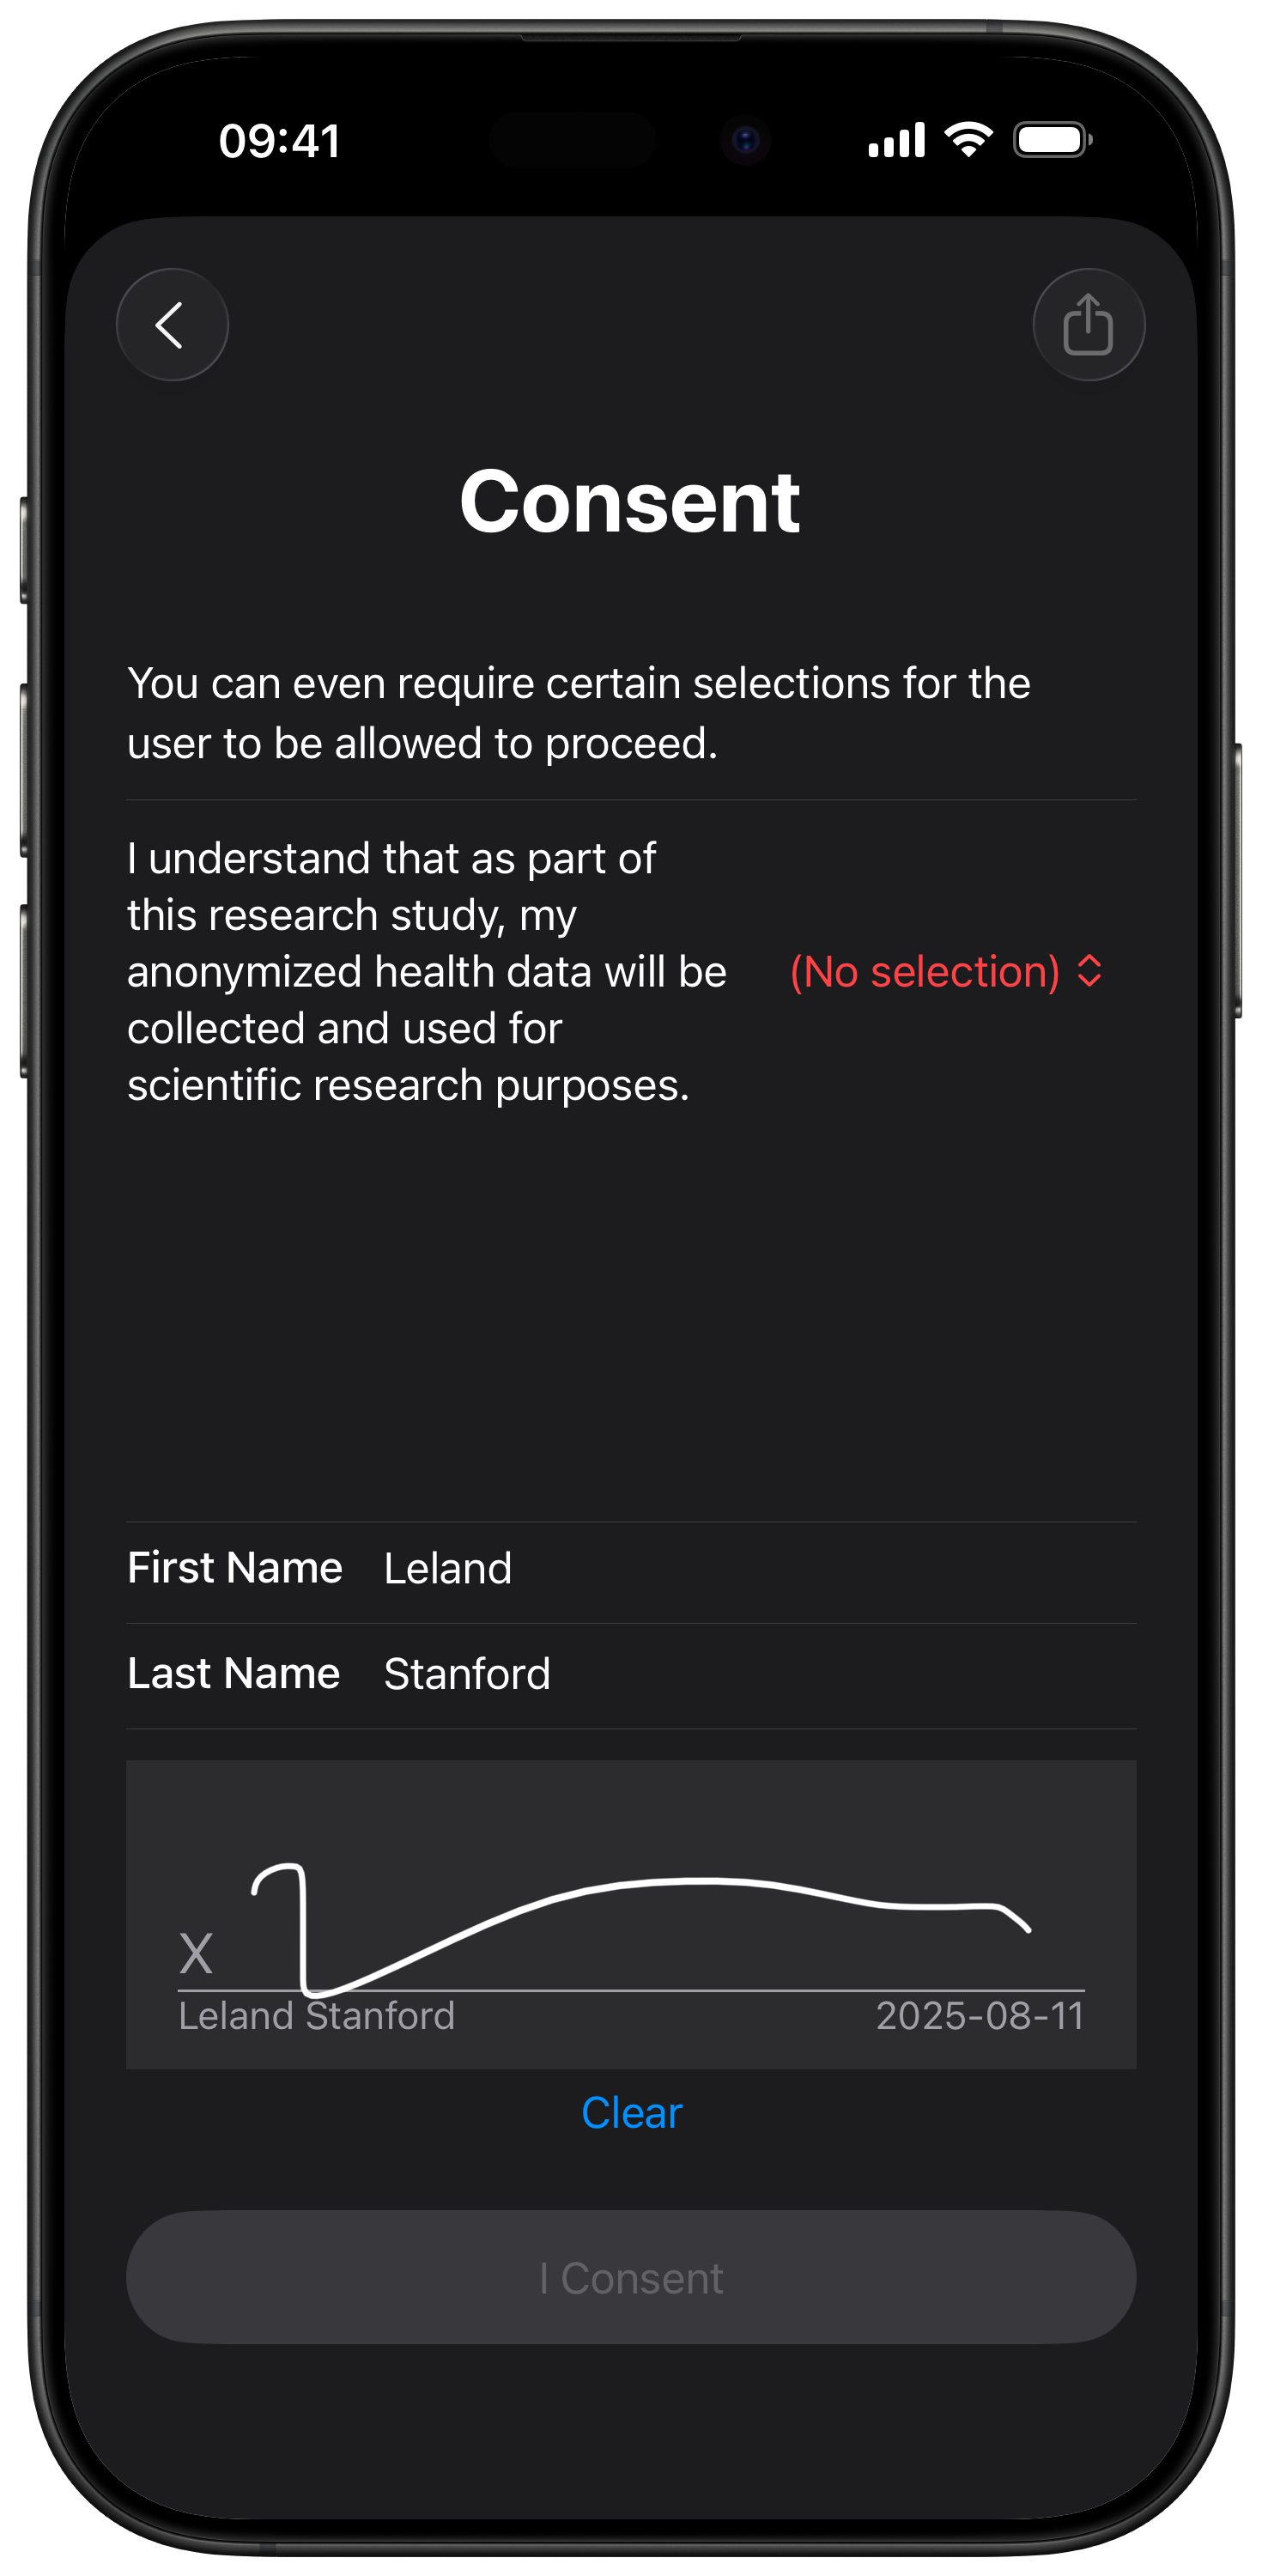 09:41
Consent
You can even require certain selections for the
user to be allowed to proceed.
I understand that as part of
this research study, my
anonymized health data will be
collected and used for
scientific research purposes.
(No selection)
First Name Leland
Last Name Stanford
X
Leland Stanford 2025-08-11
Clear
I Consent